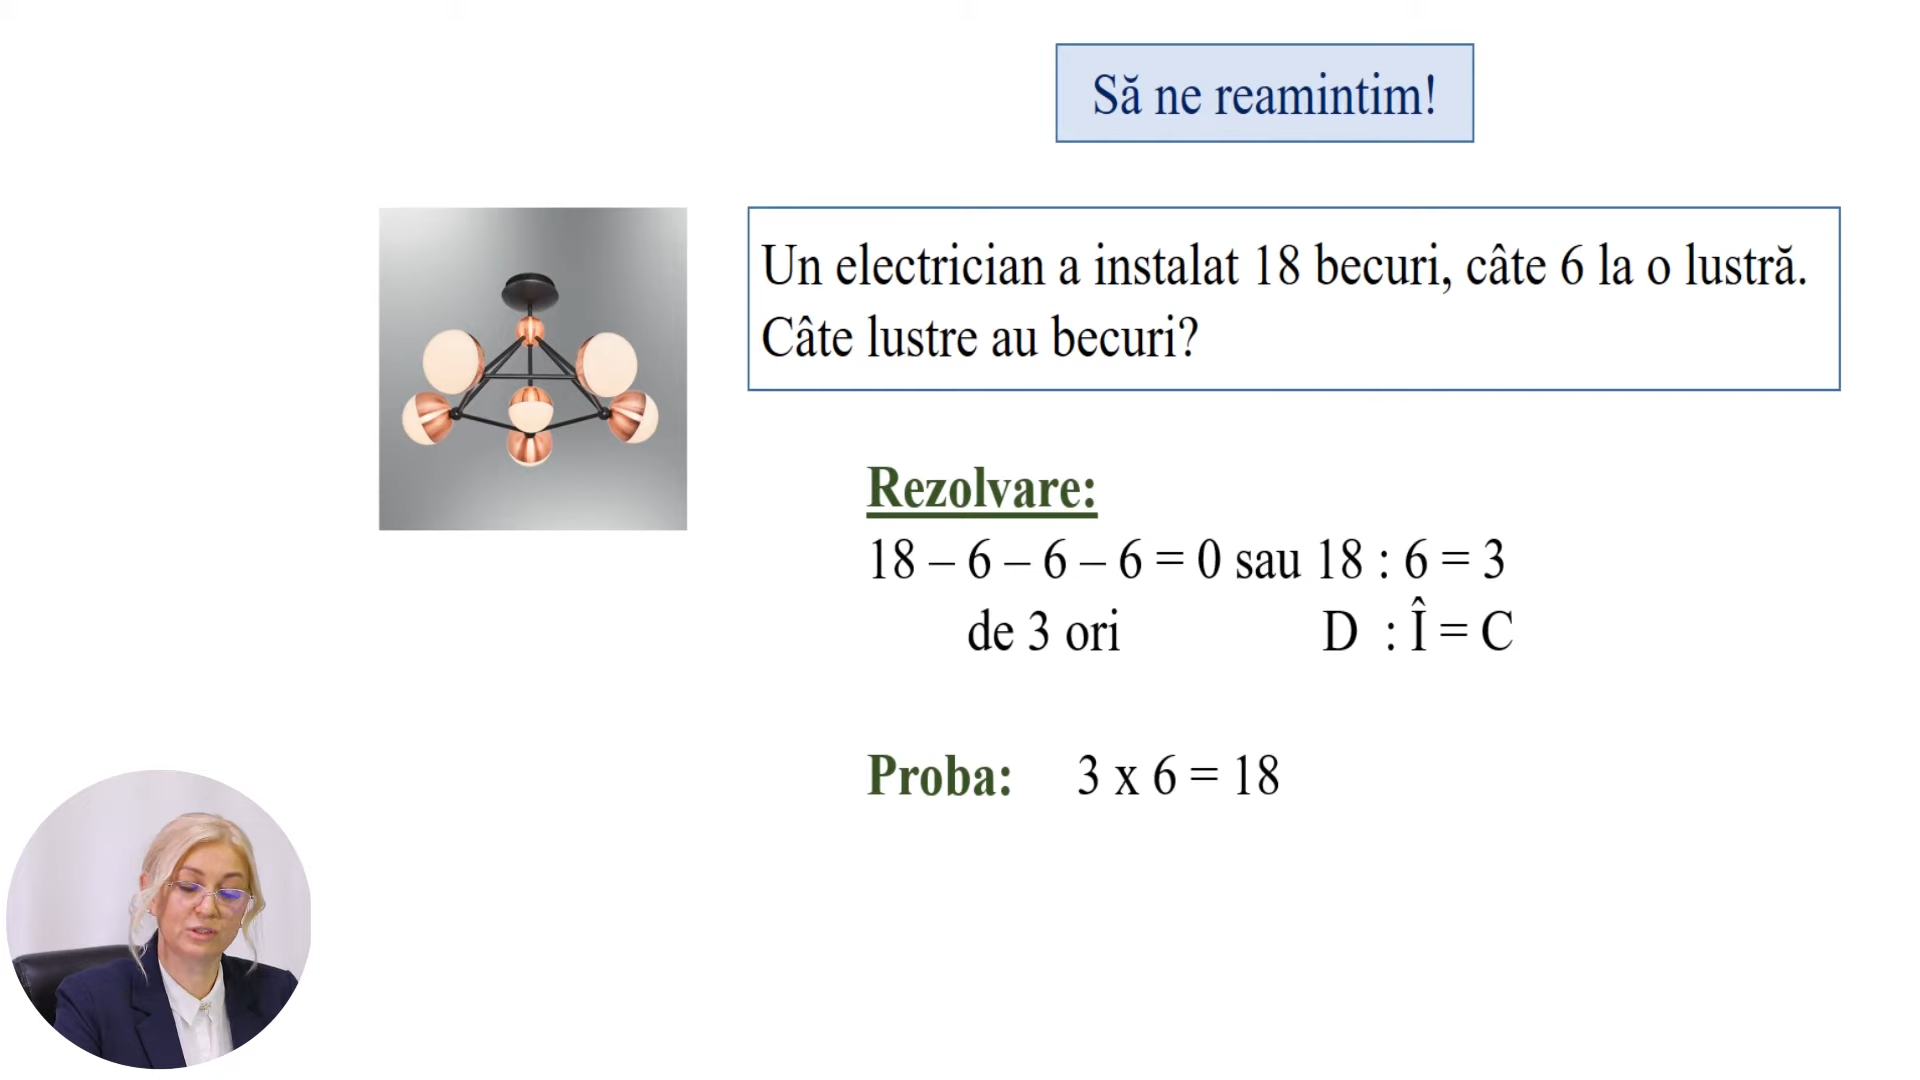 Să ne reamintim!
Un electrician a instalat 18 becuri, câte 6 la o lustră.
Câte lustre au becuri?
Rezolvare:
18 – 6 – 6 – 6 = 0 sau 18 : 6 = 3
de 3 ori D : Î = C
Proba: 3 x 6 = 18